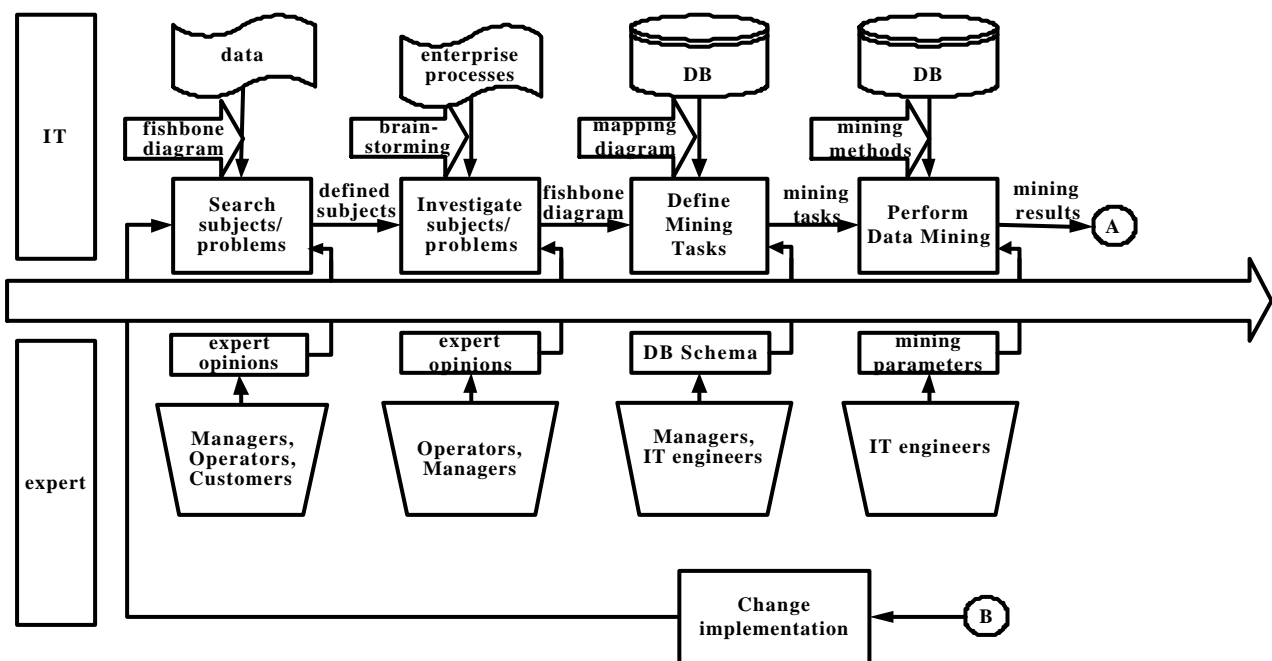 data
enterprise
processes
DB
DB
IT
fishbone
diagram
brain-
storming
mapping
diagram
mining
methods
Search
subjects/
problems
defined
subjects
Investigate
subjects/
problems
fishbone
diagram
Define
Mining
Tasks
mining
tasks
Perform
Data Mining
mining
results
A
expert
opinions
expert
opinions
DB Schema
mining
parameters
expert
Managers,
Operators,
Customers
Operators,
Managers
Managers,
IT engineers
IT engineers
Change
implementation
B